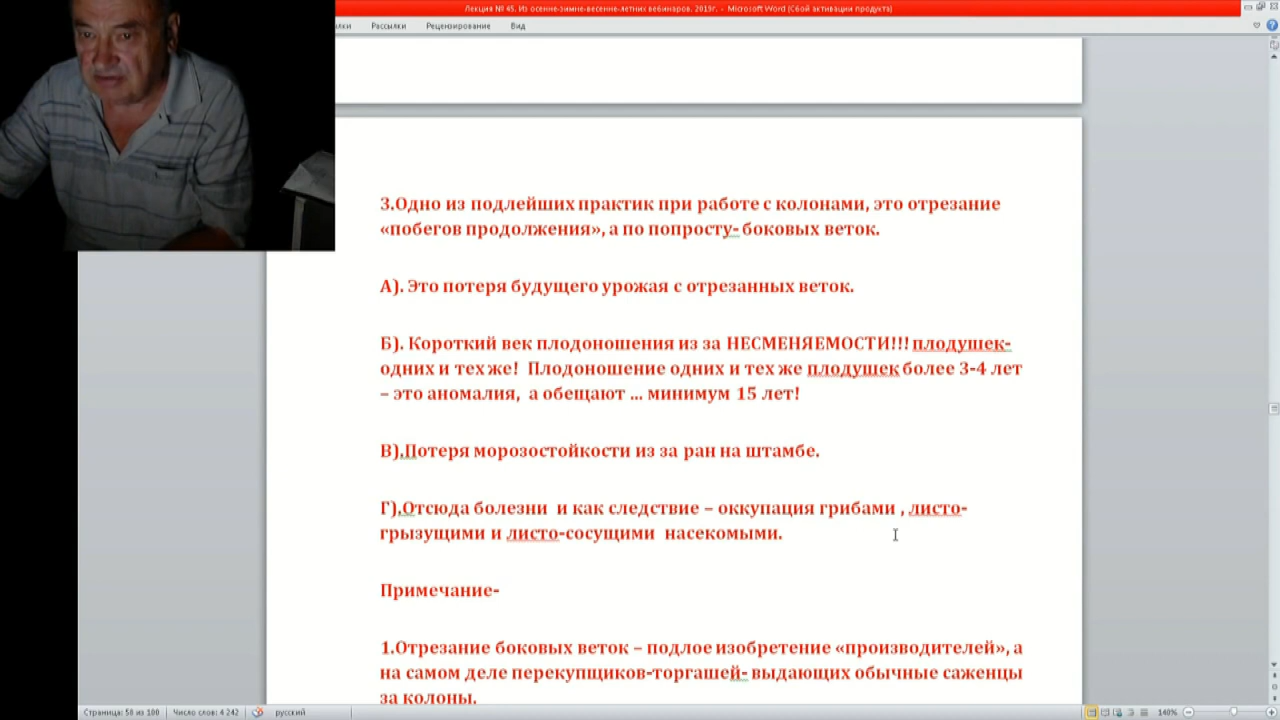 Лекция № 45. Из осенне-зимне-весенне-летних вебинаров. 2019г. - Microsoft Word (Сбой активации продукта)
Рассылки Рецензирование Вид
3.Одно из подлейших практик при работе с колонами, это отрезание
«побегов продолжения», а по попросту- боковых веток.
А). Это потеря будущего урожая с отрезанных веток.
Б). Короткий век плодоношения из за НЕСМЕНЯЕМОСТИ!!! плодушек-
одних и тех же! Плодоношение одних и тех же плодушек более 3-4 лет
– это аномалия, а обещают ... минимум 15 лет!
В).Потеря морозостойкости из за ран на штамбе.
Г).Отсюда болезни и как следствие – оккупация грибами , листо-
грызущими и листо-сосущими насекомыми.
Примечание-
1.Отрезание боковых веток – подлое изобретение «производителей», а
на самом деле перекупщиков-торгашей- выдающих обычные саженцы
за колоны.
Страница: 58 из 100 Число слов: 4 242 русский 140%